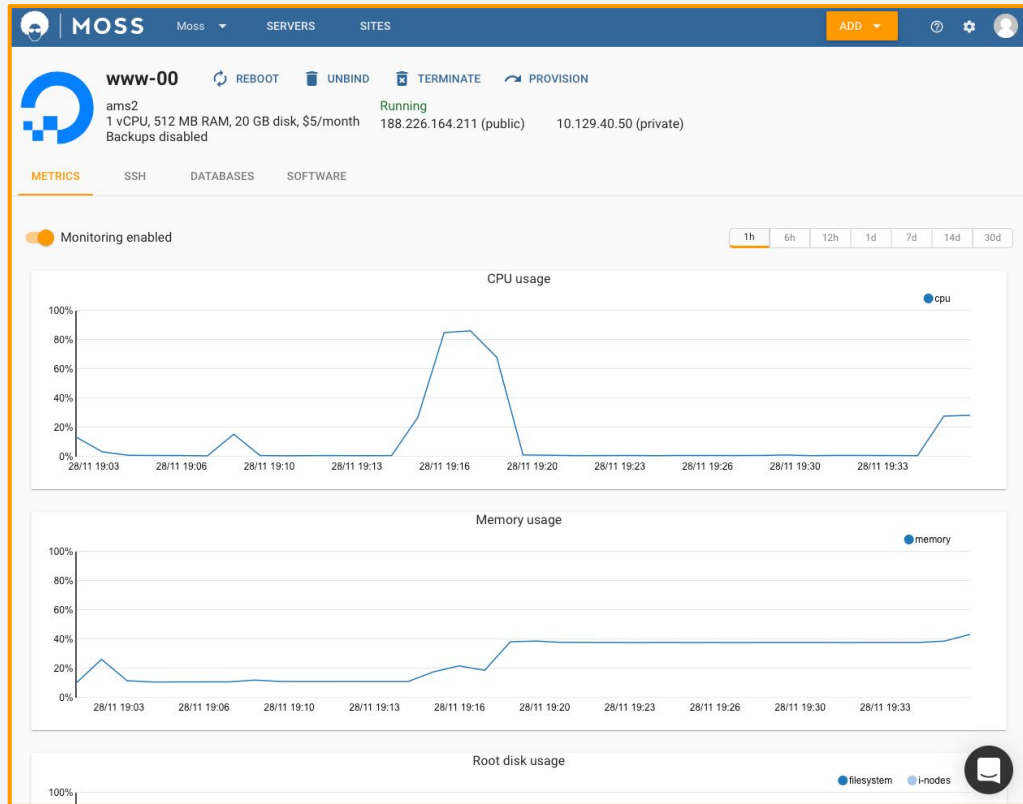 MOSS Moss SERVERS SITES ADD
www-00 REBOOT UNBIND TERMINATE PROVISION
ams2 Running
1 vCPU, 512 MB RAM, 20 GB disk, $5/month 188.226.164.211 (public) 10.129.40.50 (private)
Backups disabled
METRICS SSH DATABASES SOFTWARE
Monitoring enabled 1h 6h 12h 1d 7d 14d 30d
CPU usage
cpu
100%
80%
60%
40%
20%
0%
28/11 19:03 28/11 19:06 28/11 19:10 28/11 19:13 28/11 19:16 28/11 19:20 28/11 19:23 28/11 19:26 28/11 19:30 28/11 19:33
Memory usage
memory
100%
80%
60%
40%
20%
0%
28/11 19:03 28/11 19:06 28/11 19:10 28/11 19:13 28/11 19:16 28/11 19:20 28/11 19:23 28/11 19:26 28/11 19:30 28/11 19:33
Root disk usage
filesystem i-nodes
100%